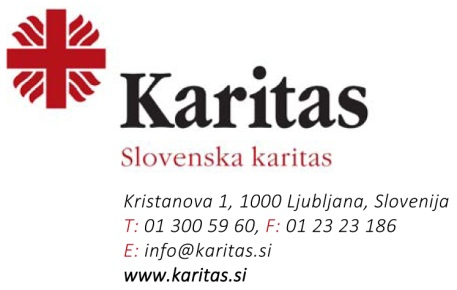 Karitas
Slovenska karitas
Kristanova 1, 1000 Ljubljana, Slovenija
T: 01 300 59 60, F: 01 23 23 186
E: info@karitas.si
www.karitas.si